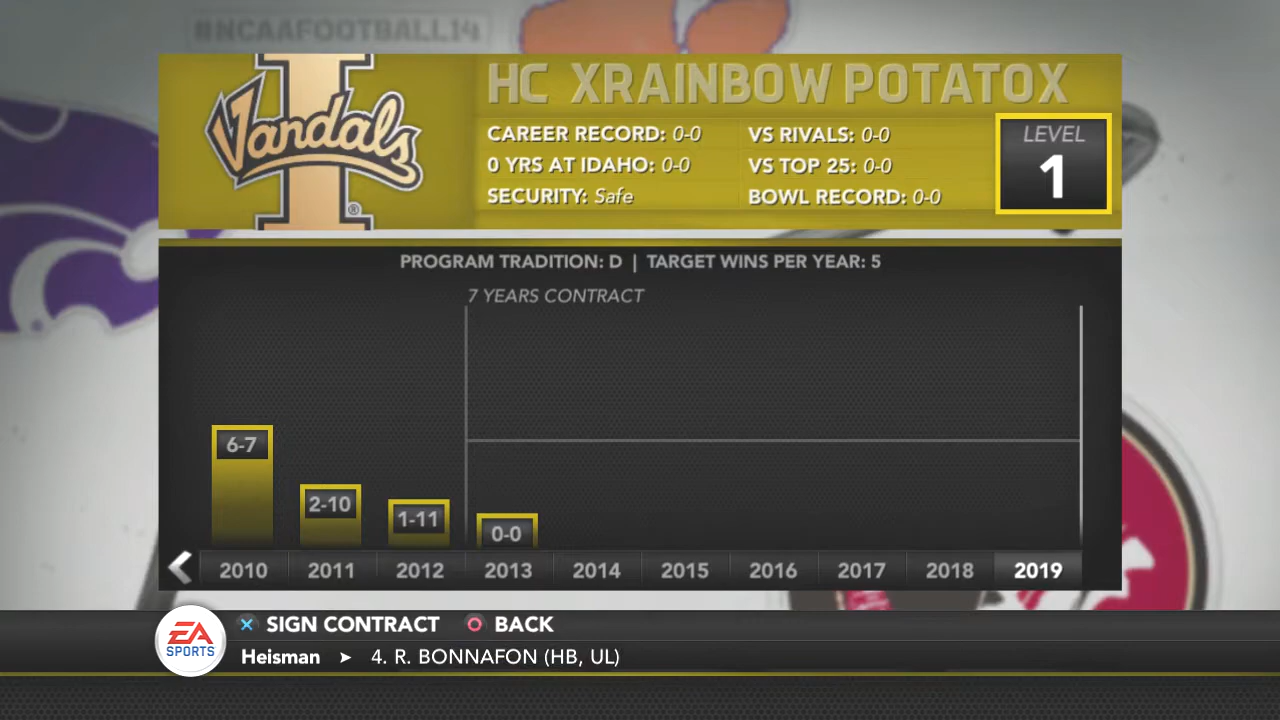 #NCAAFOOTBALL14
Vandals
®
HC XRAINBOW POTATOX
CAREER RECORD: 0-0
VS RIVALS: 0-0
0 YRS AT IDAHO: 0-0
VS TOP 25: 0-0
SECURITY: Safe
BOWL RECORD: 0-0
LEVEL
1
PROGRAM TRADITION: D | TARGET WINS PER YEAR: 5
7 YEARS CONTRACT
6-7
2-10
1-11
0-0
2010 2011 2012 2013 2014 2015 2016 2017 2018 2019
SIGN CONTRACT BACK
EA
SPORTS
Heisman 4. R. BONNAFON (HB, UL)